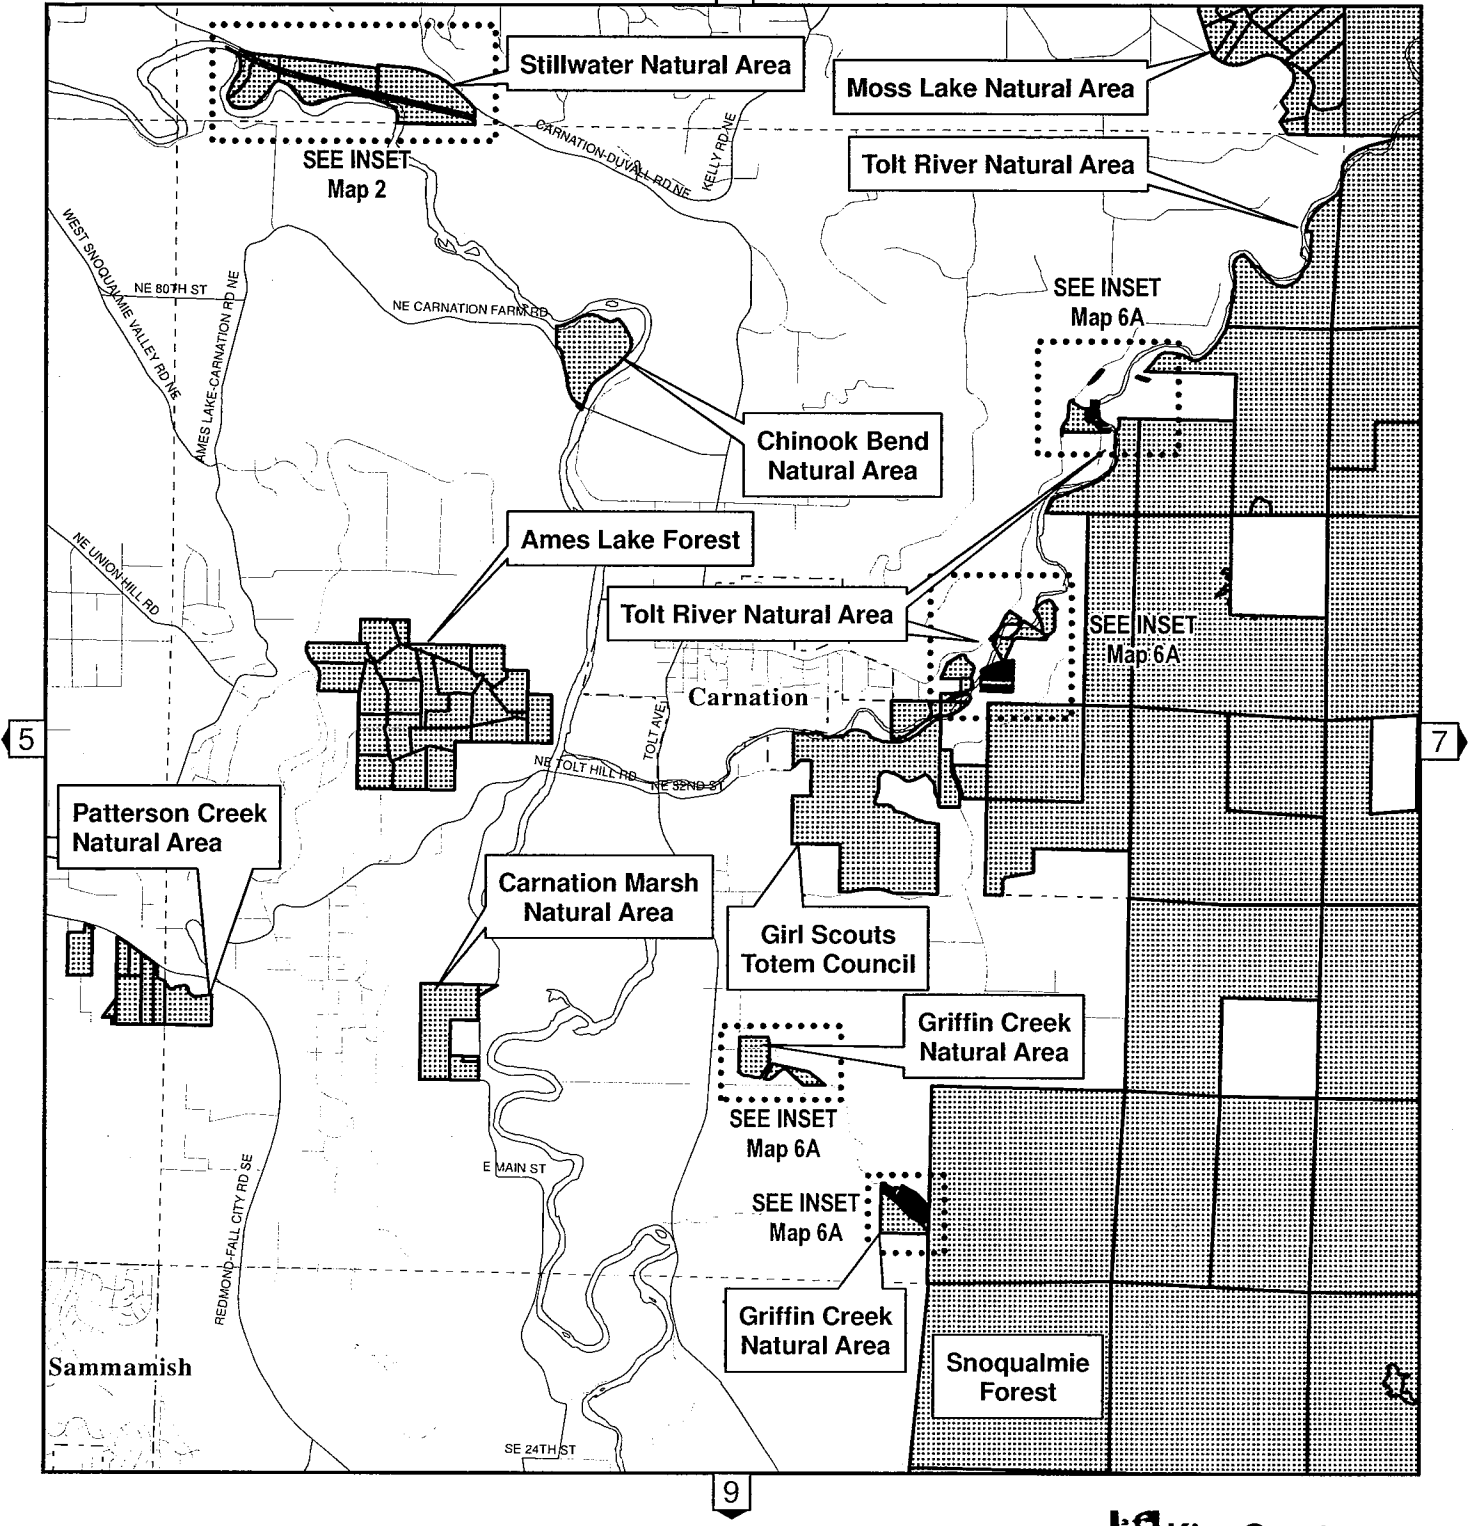 Stillwater Natural Area
Moss Lake Natural Area
Tolt River Natural Area
SEE INSET
Map 2
CARNATION-DUVALL RD NE
KELLY RD NE
WEST SNOQUALMIE VALLEY RD NE
NE 80TH ST
AMES LAKE-CARNATION RD NE
NE CARNATION FARM RD
SEE INSET
Map 6A
Chinook Bend
Natural Area
Ames Lake Forest
NE UNION-HILL RD
Tolt River Natural Area
SEE INSET
Map 6A
Carnation
TOLT AVE
5
7
NE TOLT HILL RD
NE 32ND ST
Patterson Creek
Natural Area
Carnation Marsh
Natural Area
Girl Scouts
Totem Council
Griffin Creek
Natural Area
SEE INSET
Map 6A
E MAIN ST
REDMOND-FALL CITY RD SE
SEE INSET
Map 6A
Griffin Creek
Natural Area
Snoqualmie
Forest
Sammamish
SE 24TH ST
9